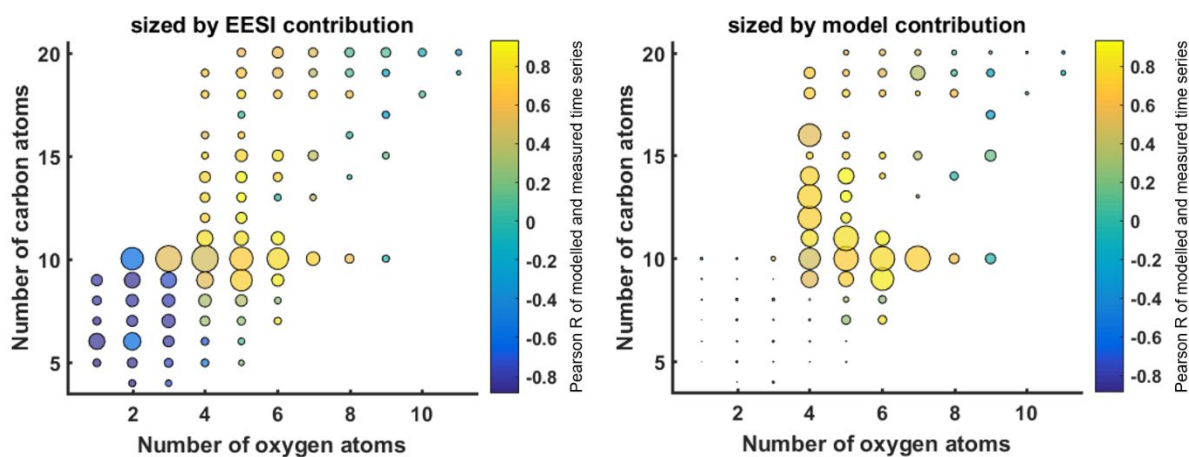 sized by EESI contribution
20
15
10
5
2 4 6 8 10
Number of carbon atoms
Number of oxygen atoms
0.8
0.6
0.4
0.2
0
-0.2
-0.4
-0.6
-0.8
Pearson R of modelled and measured time series
sized by model contribution
20
15
10
5
2 4 6 8 10
Number of carbon atoms
Number of oxygen atoms
0.8
0.6
0.4
0.2
0
-0.2
-0.4
-0.6
-0.8
Pearson R of modelled and measured time series